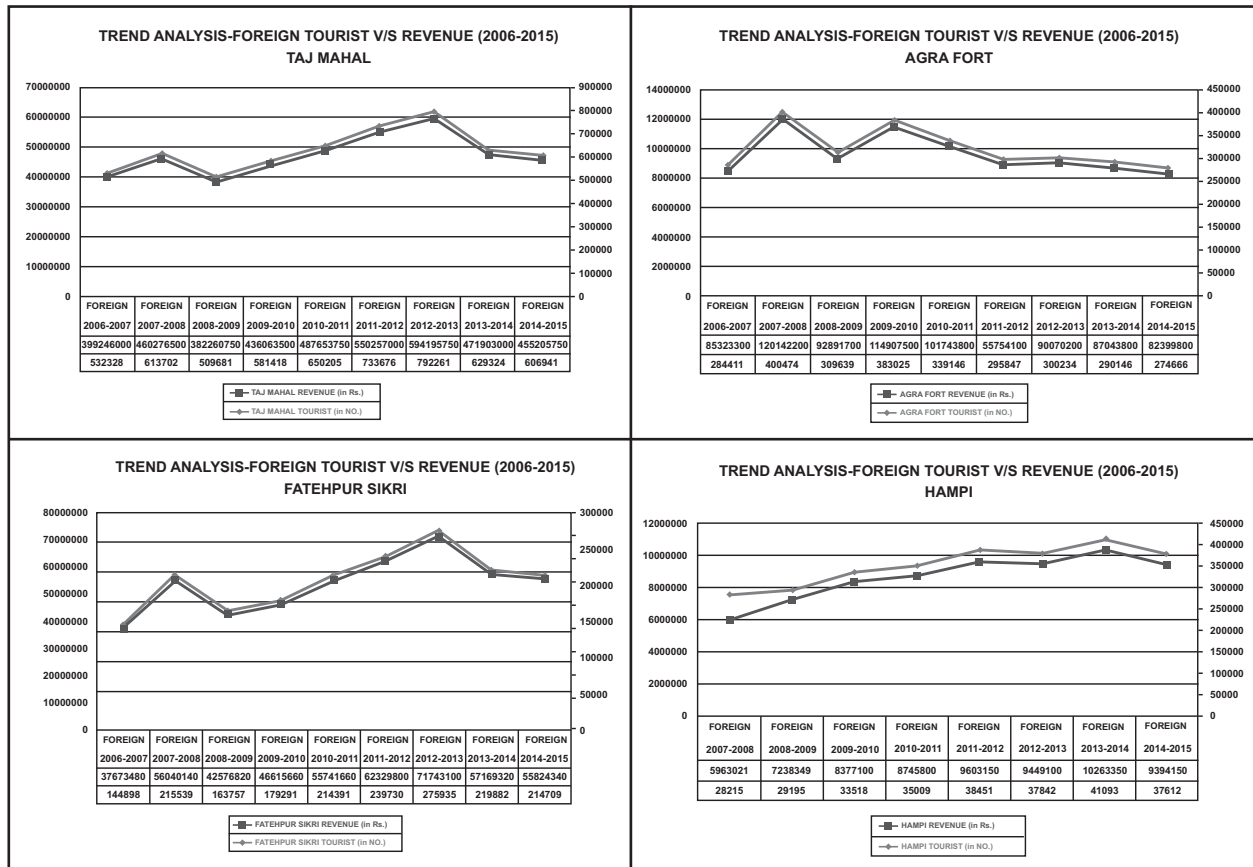 TREND ANALYSIS-FOREIGN TOURIST V/S REVENUE (2006-2015)
TAJ MAHAL
70000000 900000
60000000 800000
50000000 700000
40000000 600000
30000000 500000
20000000 400000
10000000 300000
0 200000
100000
0
FOREIGN FOREIGN FOREIGN FOREIGN FOREIGN FOREIGN FOREIGN FOREIGN FOREIGN
2006-2007 2007-2008 2008-2009 2009-2010 2010-2011 2011-2012 2012-2013 2013-2014 2014-2015
399246000 460276500 382260750 436063500 487653750 550257000 594195750 471903000 455205750
532328 613702 509681 581418 650205 733676 792261 629324 606941
TAJ MAHAL REVENUE (in Rs.)
TAJ MAHAL TOURIST (in NO.)
TREND ANALYSIS-FOREIGN TOURIST V/S REVENUE (2006-2015)
AGRA FORT
14000000 450000
12000000 400000
10000000 350000
8000000 300000
6000000 250000
4000000 200000
2000000 150000
0 100000
50000
0
FOREIGN FOREIGN FOREIGN FOREIGN FOREIGN FOREIGN FOREIGN FOREIGN FOREIGN
2006-2007 2007-2008 2008-2009 2009-2010 2010-2011 2011-2012 2012-2013 2013-2014 2014-2015
85323300 120142200 92891700 114907500 101743800 55754100 90070200 87043800 82399800
284411 400474 309639 383025 339146 295847 300234 290146 274666
AGRA FORT REVENUE (in Rs.)
AGRA FORT TOURIST (in NO.)
TREND ANALYSIS-FOREIGN TOURIST V/S REVENUE (2006-2015)
FATEHPUR SIKRI
80000000 300000
70000000 250000
60000000 200000
50000000 150000
40000000 100000
30000000 50000
20000000 0
10000000
0
FOREIGN FOREIGN FOREIGN FOREIGN FOREIGN FOREIGN FOREIGN FOREIGN FOREIGN
2006-2007 2007-2008 2008-2009 2009-2010 2010-2011 2011-2012 2012-2013 2013-2014 2014-2015
37673480 56040140 42576820 46615660 55741660 62329800 71743100 57169320 55824340
144898 215539 163757 179291 214391 239730 275935 219882 214709
FATEHPUR SIKRI REVENUE (in Rs.)
FATEHPUR SIKRI TOURIST (in NO.)
TREND ANALYSIS-FOREIGN TOURIST V/S REVENUE (2006-2015)
HAMPI
12000000 450000
10000000 400000
8000000 350000
6000000 300000
4000000 250000
2000000 200000
0 150000
100000
50000
0
FOREIGN FOREIGN FOREIGN FOREIGN FOREIGN FOREIGN FOREIGN FOREIGN
2007-2008 2008-2009 2009-2010 2010-2011 2011-2012 2012-2013 2013-2014 2014-2015
5963021 7238349 8377100 8745800 9603150 9449100 10263350 9394150
28215 29195 33518 35009 38451 37842 41093 37612
HAMPI REVENUE (in Rs.)
HAMPI TOURIST (in NO.)